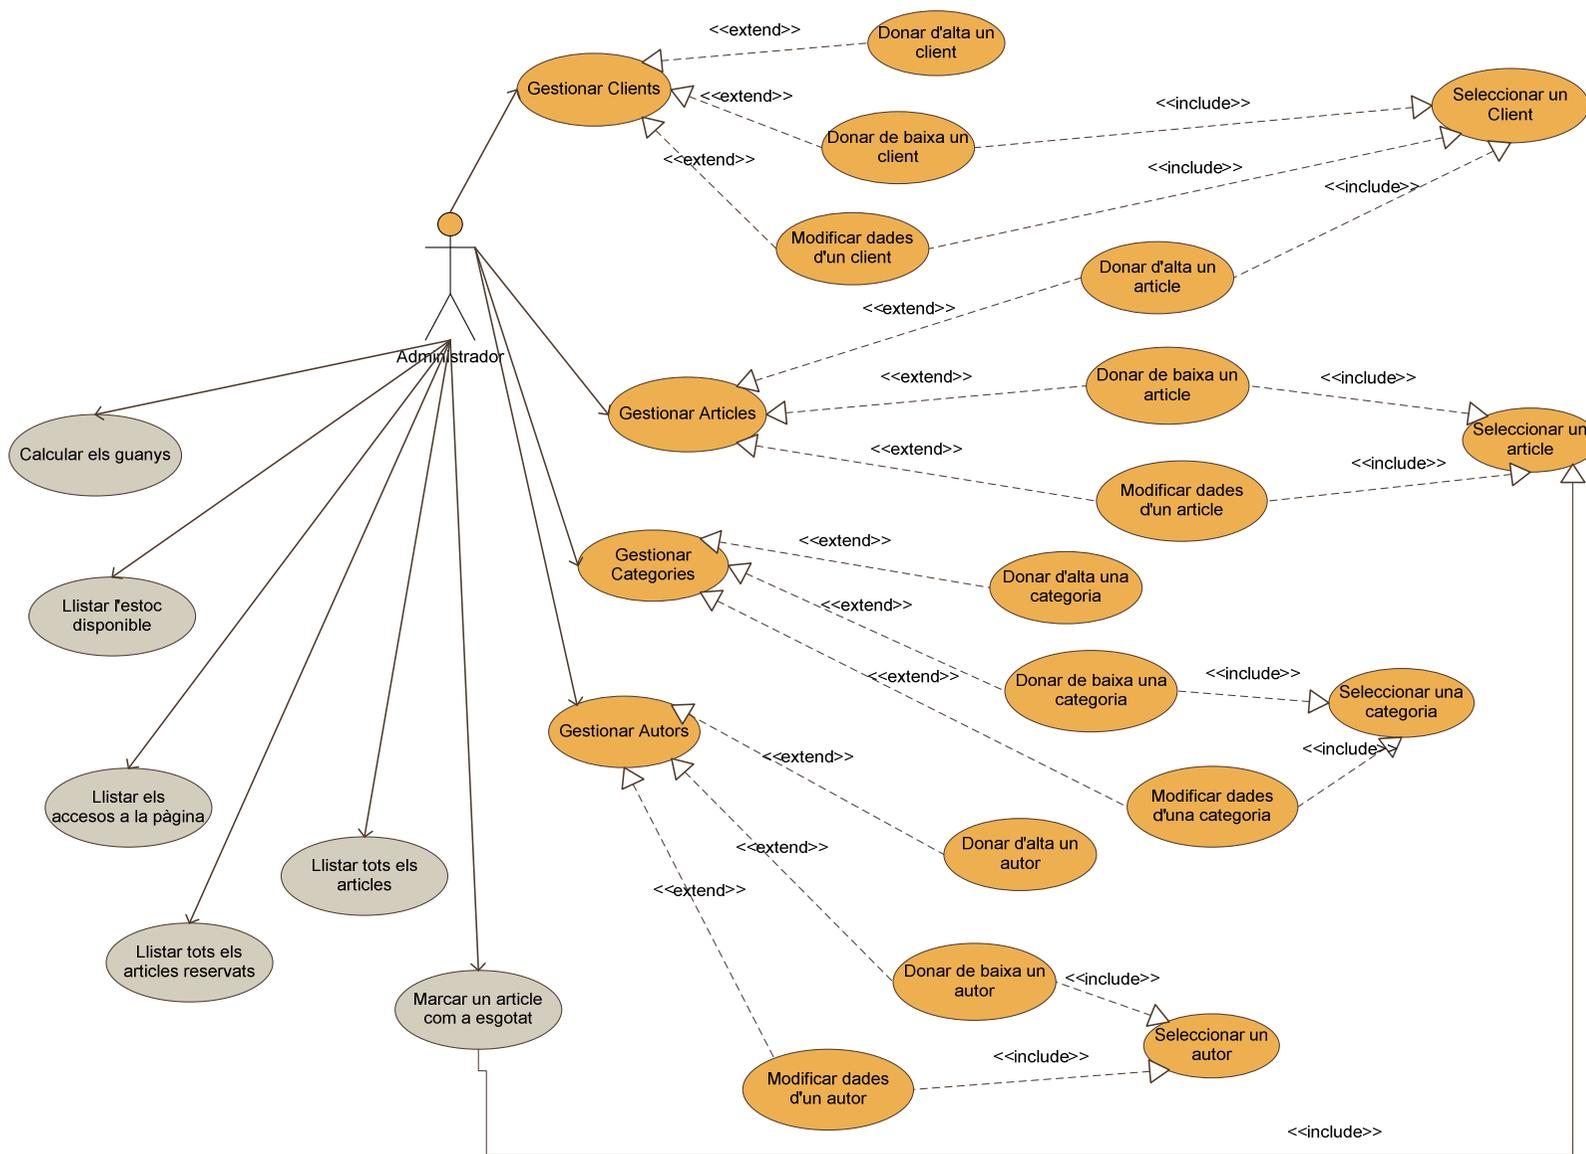 <<extend>>
Donar d'alta un
client
Gestionar Clients
<<extend>>
<<include>>
Seleccionar un
Client
Donar de baixa un
client
<<extend>>
<<include>>
<<include>>
Modificar dades
d'un client
Donar d'alta un
article
<<extend>>
Administrador
<<extend>>
Donar de baixa un
article
<<include>>
Gestionar Articles
Seleccionar un
article
Calcular els guanys
<<extend>>
<<include>>
Modificar dades
d'un article
<<extend>>
Gestionar
Categories
Donar d'alta una
categoria
Llistar l'estoc
disponible
<<extend>>
<<extend>>
Donar de baixa una
categoria
<<include>>
Seleccionar una
categoria
Gestionar Autors
<<extend>>
<<include>>
Llistar els
accesos a la pàgina
Modificar dades
d'una categoria
<<extend>>
Donar d'alta un
autor
Llistar tots els
articles
<<extend>>
Llistar tots els
articles reservats
Donar de baixa un
autor
<<include>>
Marcar un article
com a esgotat
Seleccionar un
autor
<<include>>
Modificar dades
d'un autor
<<include>>